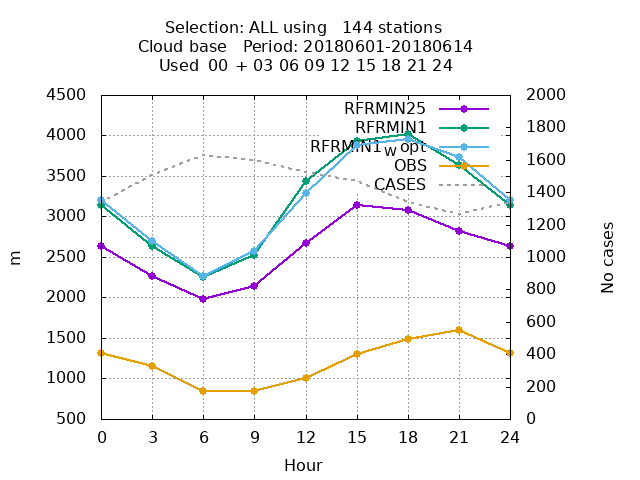 Selection: ALL using   144 stations
Cloud base   Period: 20180601-20180614
Used  00  + 03 06 09 12 15 18 21 24
4500
4000
3500
3000
2500
2000
1500
1000
500
m
2000
1800
1600
1400
1200
1000
800
600
400
200
0
No cases
RFRMIN25
RFRMIN1
RFRMIN1w opt
OBS
CASES
0 3 6 9 12 15 18 21 24
Hour